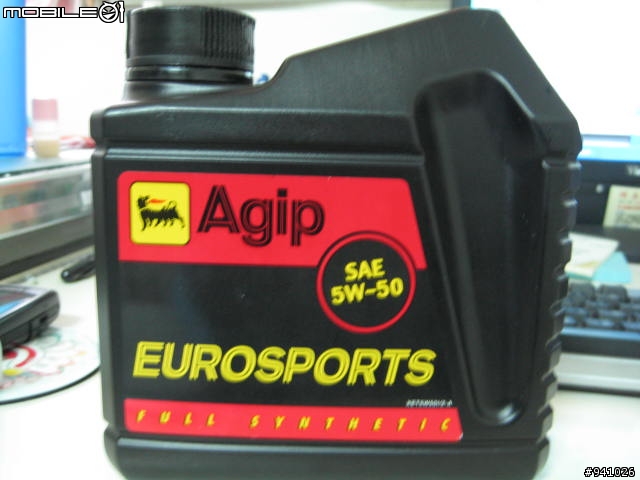 mobile01
Agip
SAE
5W-50
EUROSPORTS
FULL SYNTHETIC
#941026